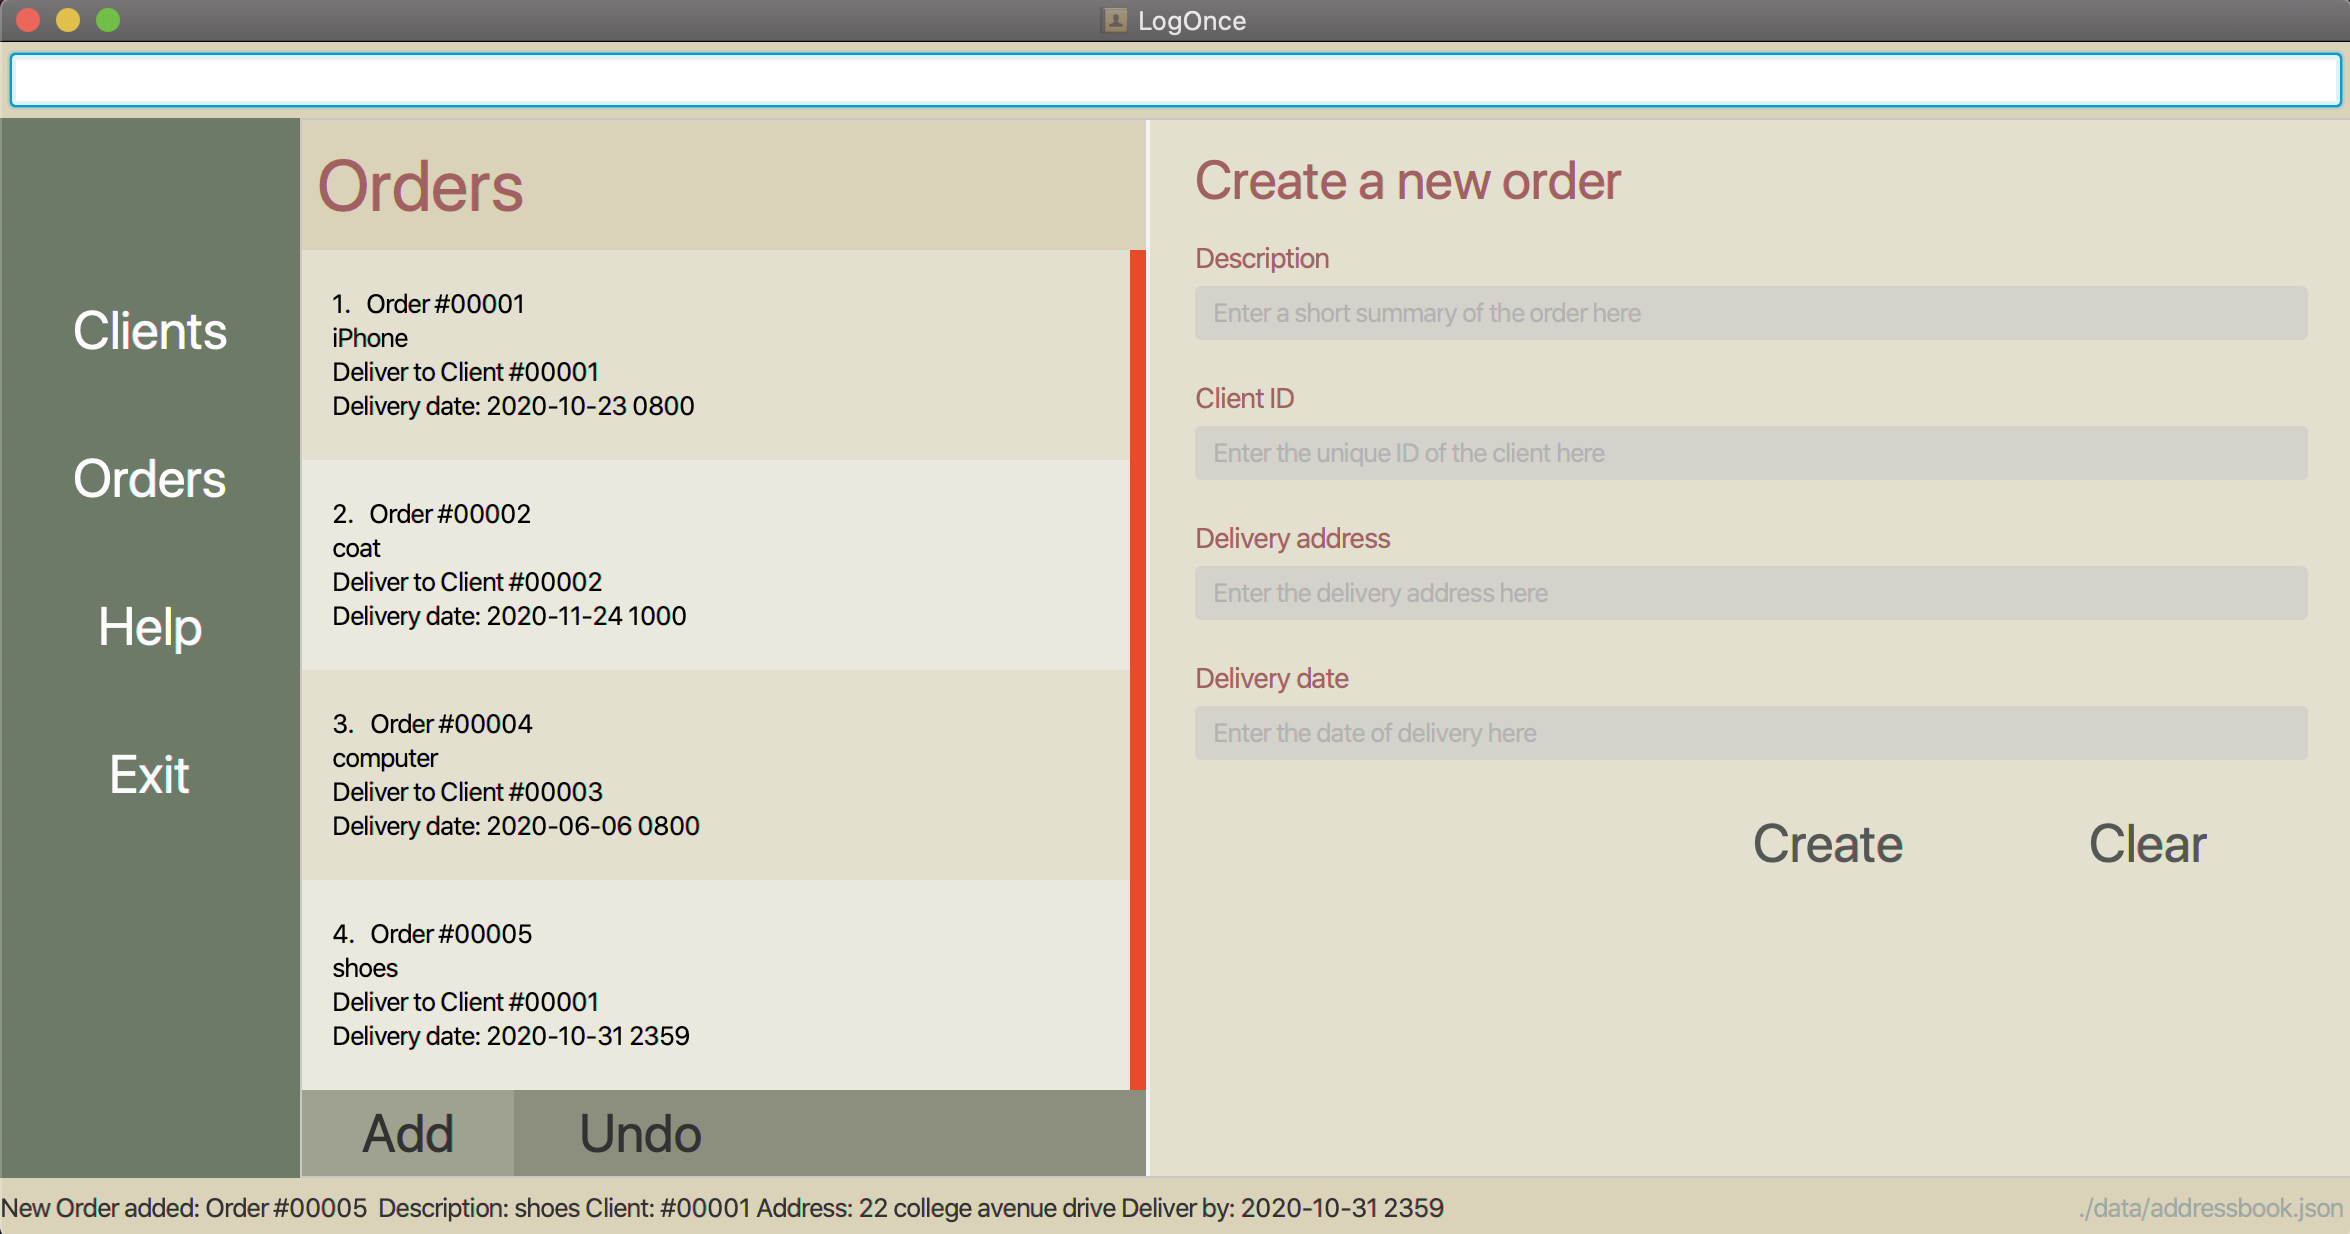 LogOnce
Clients
Orders
Help
Exit
Orders
1. Order #00001
iPhone
Deliver to Client #00001
Delivery date: 2020-10-23 0800
2. Order #00002
coat
Deliver to Client #00002
Delivery date: 2020-11-24 1000
3. Order #00004
computer
Deliver to Client #00003
Delivery date: 2020-06-06 0800
4. Order #00005
shoes
Deliver to Client #00001
Delivery date: 2020-10-31 2359
Add Undo
Create a new order
Description
Enter a short summary of the order here
Client ID
Enter the unique ID of the client here
Delivery address
Enter the delivery address here
Delivery date
Enter the date of delivery here
Create Clear
New Order added: Order #00005 Description: shoes Client: #00001 Address: 22 college avenue drive Deliver by: 2020-10-31 2359
./data/addressbook.json